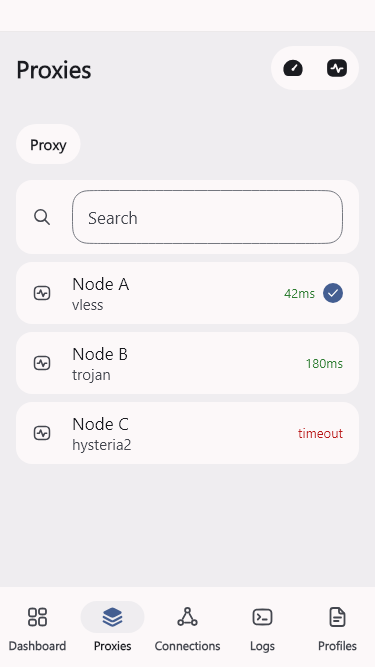 Proxies
Proxy
Search
Node A
vless
42ms
Node B
trojan
180ms
Node C
hysteria2
timeout
Dashboard
Proxies
Connections
Logs
Profiles